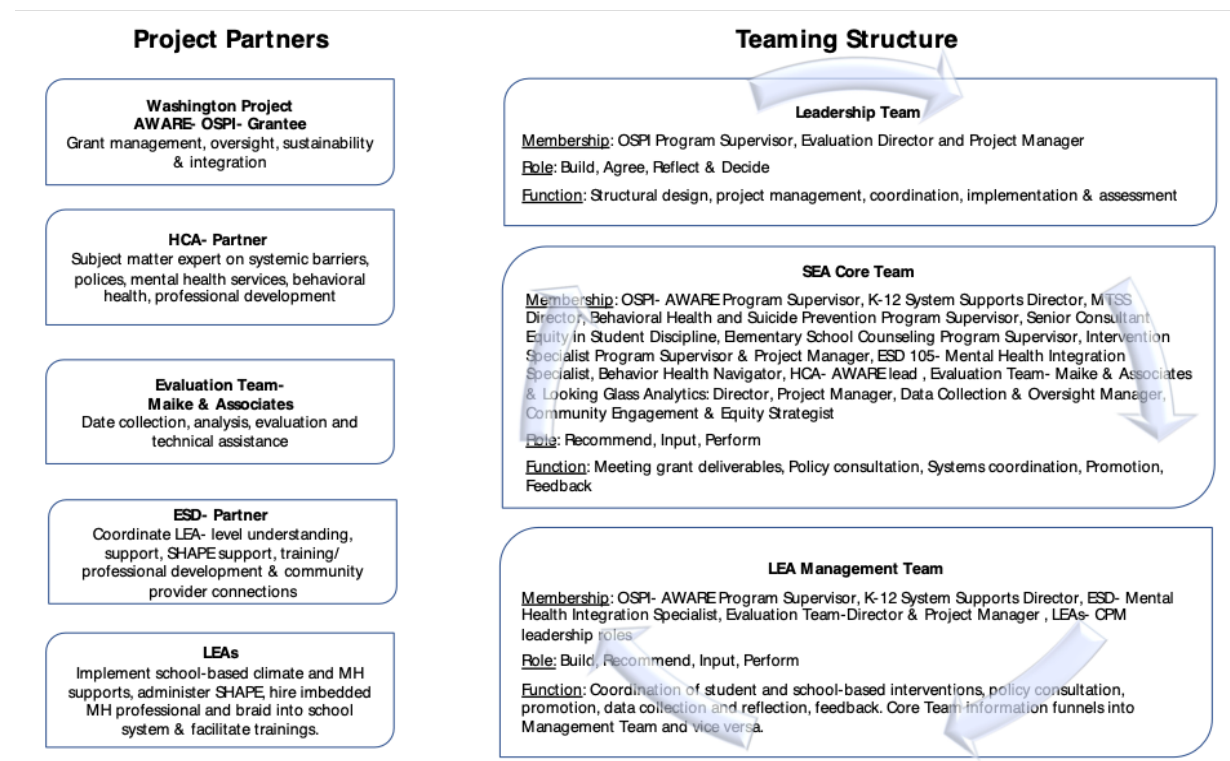 Project Partners
Washington Project
AWARE- OSPI- Grantee
Grant management, oversight, sustainability
& integration
HCA- Partner
Subject matter expert on systemic barriers,
polices, mental health services, behavioral
health, professional development
Evaluation Team-
Maike & Associates
Date collection, analysis, evaluation and
technical assistance
ESD- Partner
Coordinate LEA- level understanding,
support, SHAPE support, training/
professional development & community
provider connections
LEAs
Implement school-based climate and MH
supports, administer SHAPE, hire imbedded
MH professional and braid into school
system & facilitate trainings.
Teaming Structure
Leadership Team
Membership: OSPI Program Supervisor, Evaluation Director and Project Manager
Role: Build, Agree, Reflect & Decide
Function: Structural design, project management, coordination, implementation & assessment
SEA Core Team
Membership: OSPI- AWARE Program Supervisor, K-12 System Supports Director, MTSS
Director, Behavioral Health and Suicide Prevention Program Supervisor, Senior Consultant
Equity in Student Discipline, Elementary School Counseling Program Supervisor, Intervention
Specialist Program Supervisor & Project Manager, ESD 105- Mental Health Integration
Specialist, Behavior Health Navigator, HCA- AWARE lead , Evaluation Team- Maike & Associates
& Looking Glass Analytics: Director, Project Manager, Data Collection & Oversight Manager,
Community Engagement & Equity Strategist
Role: Recommend, Input, Perform
Function: Meeting grant deliverables, Policy consultation, Systems coordination, Promotion,
Feedback
LEA Management Team
Membership: OSPI- AWARE Program Supervisor, K-12 System Supports Director, ESD- Mental
Health Integration Specialist, Evaluation Team-Director & Project Manager , LEAs- CPM
leadership roles
Role: Build, Recommend, Input, Perform
Function: Coordination of student and school-based interventions, policy consultation,
promotion, data collection and reflection, feedback. Core Team information funnels into
Management Team and vice versa.